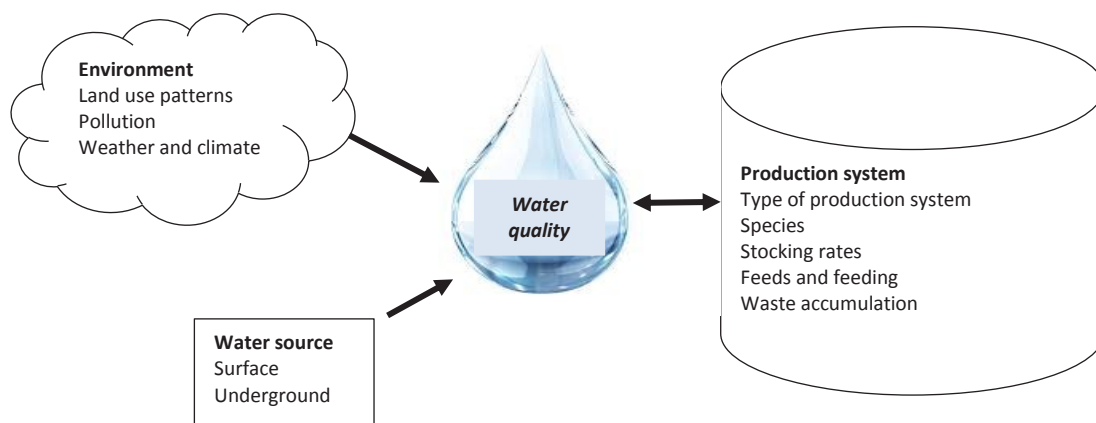 Environment
Land use patterns
Pollution
Weather and climate
Water
quality
Production system
Type of production system
Species
Stocking rates
Feeds and feeding
Waste accumulation
Water source
Surface
Underground